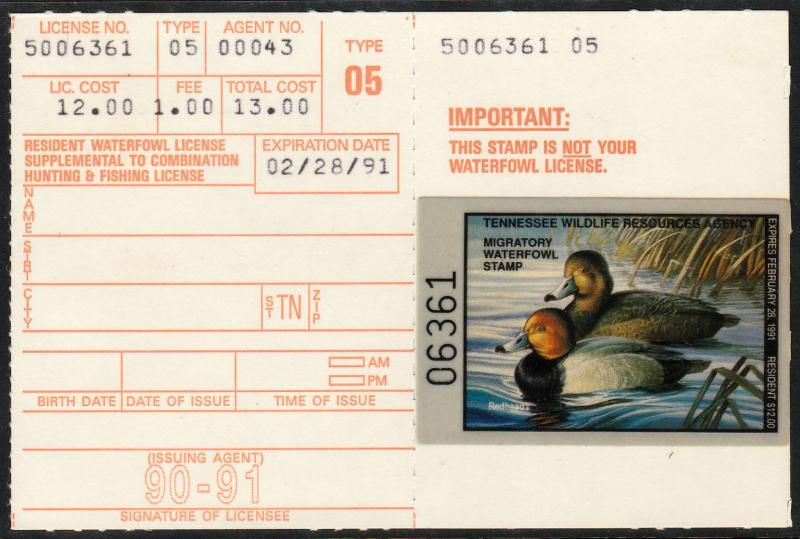 LICENSE NO. TYPE AGENT NO.
5006361 05 00043
TYPE
05
LIC. COST FEE TOTAL COST
12.00 1.00 13.00
RESIDENT WATERFOWL LICENSE
SUPPLEMENTAL TO COMBINATION
HUNTING & FISHING LICENSE
EXPIRATION DATE
02/28/91
NAME
STRT
CITY
ST TN ZIP
AM
PM
BIRTH DATE DATE OF ISSUE TIME OF ISSUE
(ISSUING AGENT)
90-91
SIGNATURE OF LICENSEE
5006361 05
IMPORTANT:
THIS STAMP IS NOT YOUR
WATERFOWL LICENSE.
06361
TENNESSEE WILDLIFE RESOURCES AGENCY
MIGRATORY
WATERFOWL
STAMP
Redheads
EXPIRES FEBRUARY 28, 1991 RESIDENT $12.00